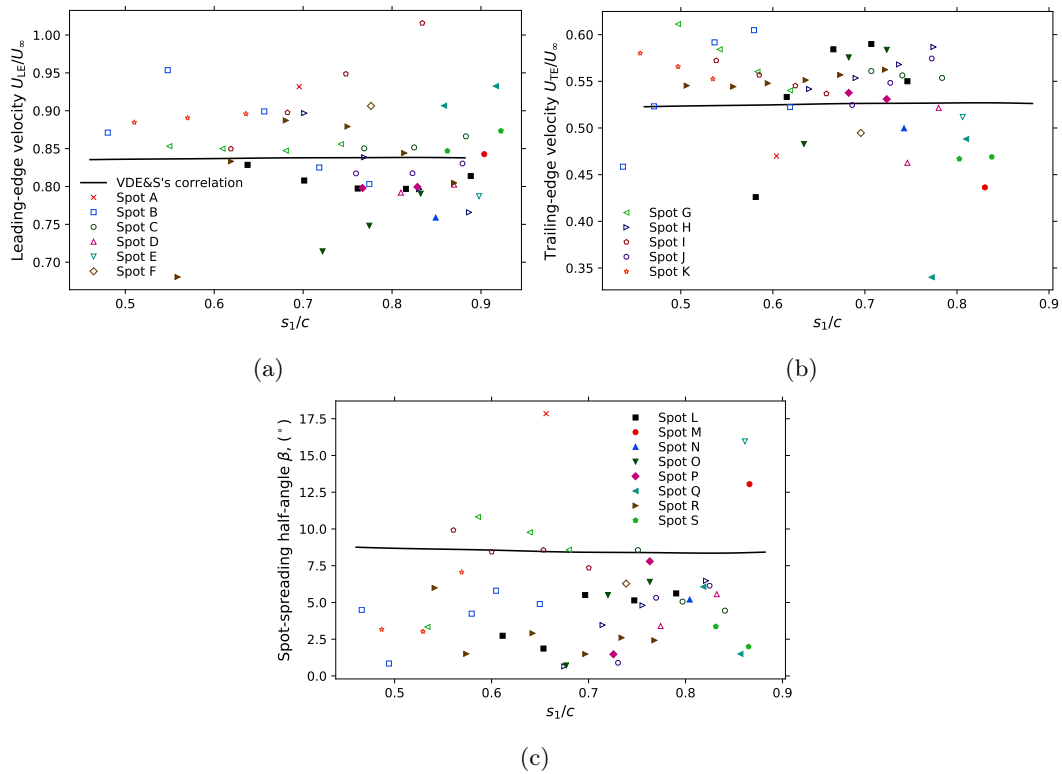 1.00
0.95
0.90
0.85
0.80
0.75
0.70
Leading-edge velocity U_LE/U_∞
VDE&S's correlation
Spot A
Spot B
Spot C
Spot D
Spot E
Spot F
0.5 0.6 0.7 0.8 0.9
s₁/c
(a)
0.60
0.55
0.50
0.45
0.40
0.35
Trailing-edge velocity U_TE/U_∞
Spot G
Spot H
Spot I
Spot J
Spot K
0.5 0.6 0.7 0.8 0.9
s₁/c
(b)
17.5
15.0
12.5
10.0
7.5
5.0
2.5
0.0
Spot-spreading half-angle β, (°)
Spot L
Spot M
Spot N
Spot O
Spot P
Spot Q
Spot R
Spot S
0.5 0.6 0.7 0.8 0.9
s₁/c
(c)